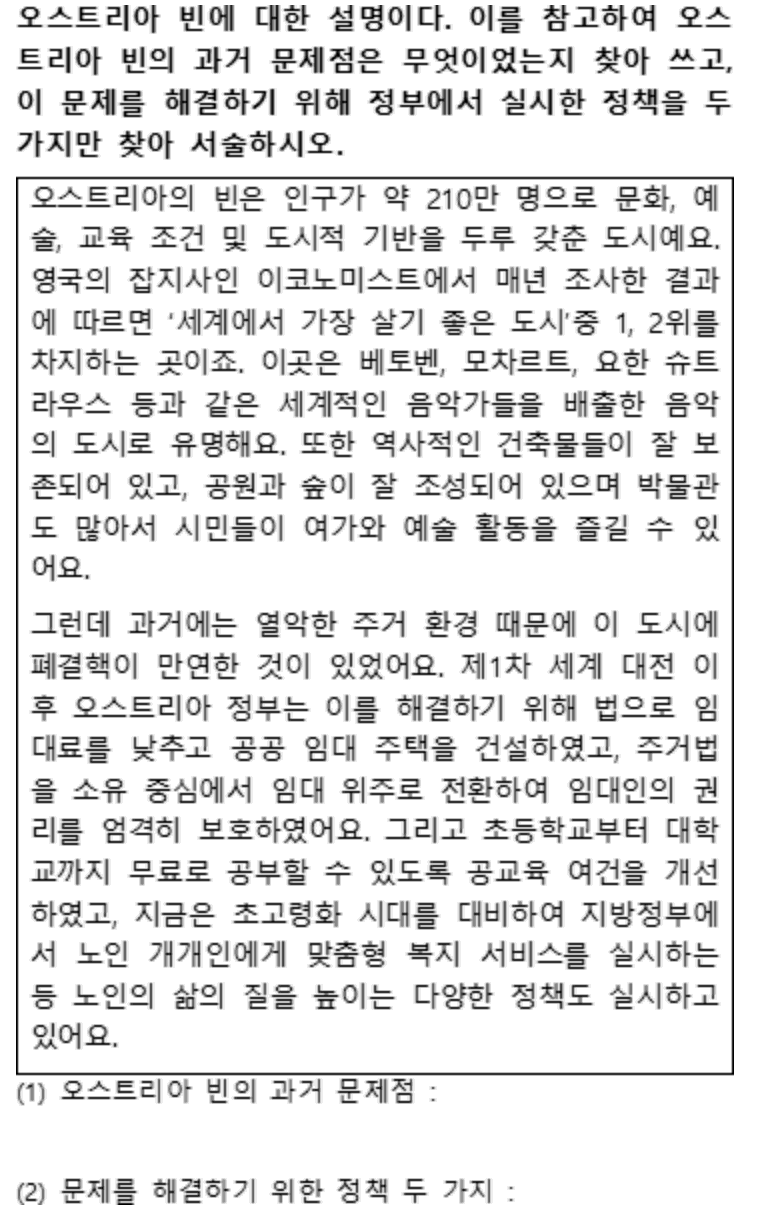 오스트리아 빈에 대한 설명이다. 이를 참고하여 오스
트리아 빈의 과거 문제점은 무엇이었는지 찾아 쓰고,
이 문제를 해결하기 위해 정부에서 실시한 정책을 두
가지만 찾아 서술하시오.
오스트리아의 빈은 인구가 약 210만 명으로 문화, 예
술, 교육 조건 및 도시적 기반을 두루 갖춘 도시예요.
영국의 잡지사인 이코노미스트에서 매년 조사한 결과
에 따르면 '세계에서 가장 살기 좋은 도시'중 1, 2위를
차지하는 곳이죠. 이곳은 베토벤, 모차르트, 요한 슈트
라우스 등과 같은 세계적인 음악가들을 배출한 음악
의 도시로 유명해요. 또한 역사적인 건축물들이 잘 보
존되어 있고, 공원과 숲이 잘 조성되어 있으며 박물관
도 많아서 시민들이 여가와 예술 활동을 즐길 수 있
어요.
그런데 과거에는 열악한 주거 환경 때문에 이 도시에
폐결핵이 만연한 것이 있었어요. 제1차 세계 대전 이
후 오스트리아 정부는 이를 해결하기 위해 법으로 임
대료를 낮추고 공공 임대 주택을 건설하였고, 주거법
을 소유 중심에서 임대 위주로 전환하여 임대인의 권
리를 엄격히 보호하였어요. 그리고 초등학교부터 대학
교까지 무료로 공부할 수 있도록 공교육 여건을 개선
하였고, 지금은 초고령화 시대를 대비하여 지방정부에
서 노인 개개인에게 맞춤형 복지 서비스를 실시하는
등 노인의 삶의 질을 높이는 다양한 정책도 실시하고
있어요.
(1) 오스트리아 빈의 과거 문제점 :
(2) 문제를 해결하기 위한 정책 두 가지 :